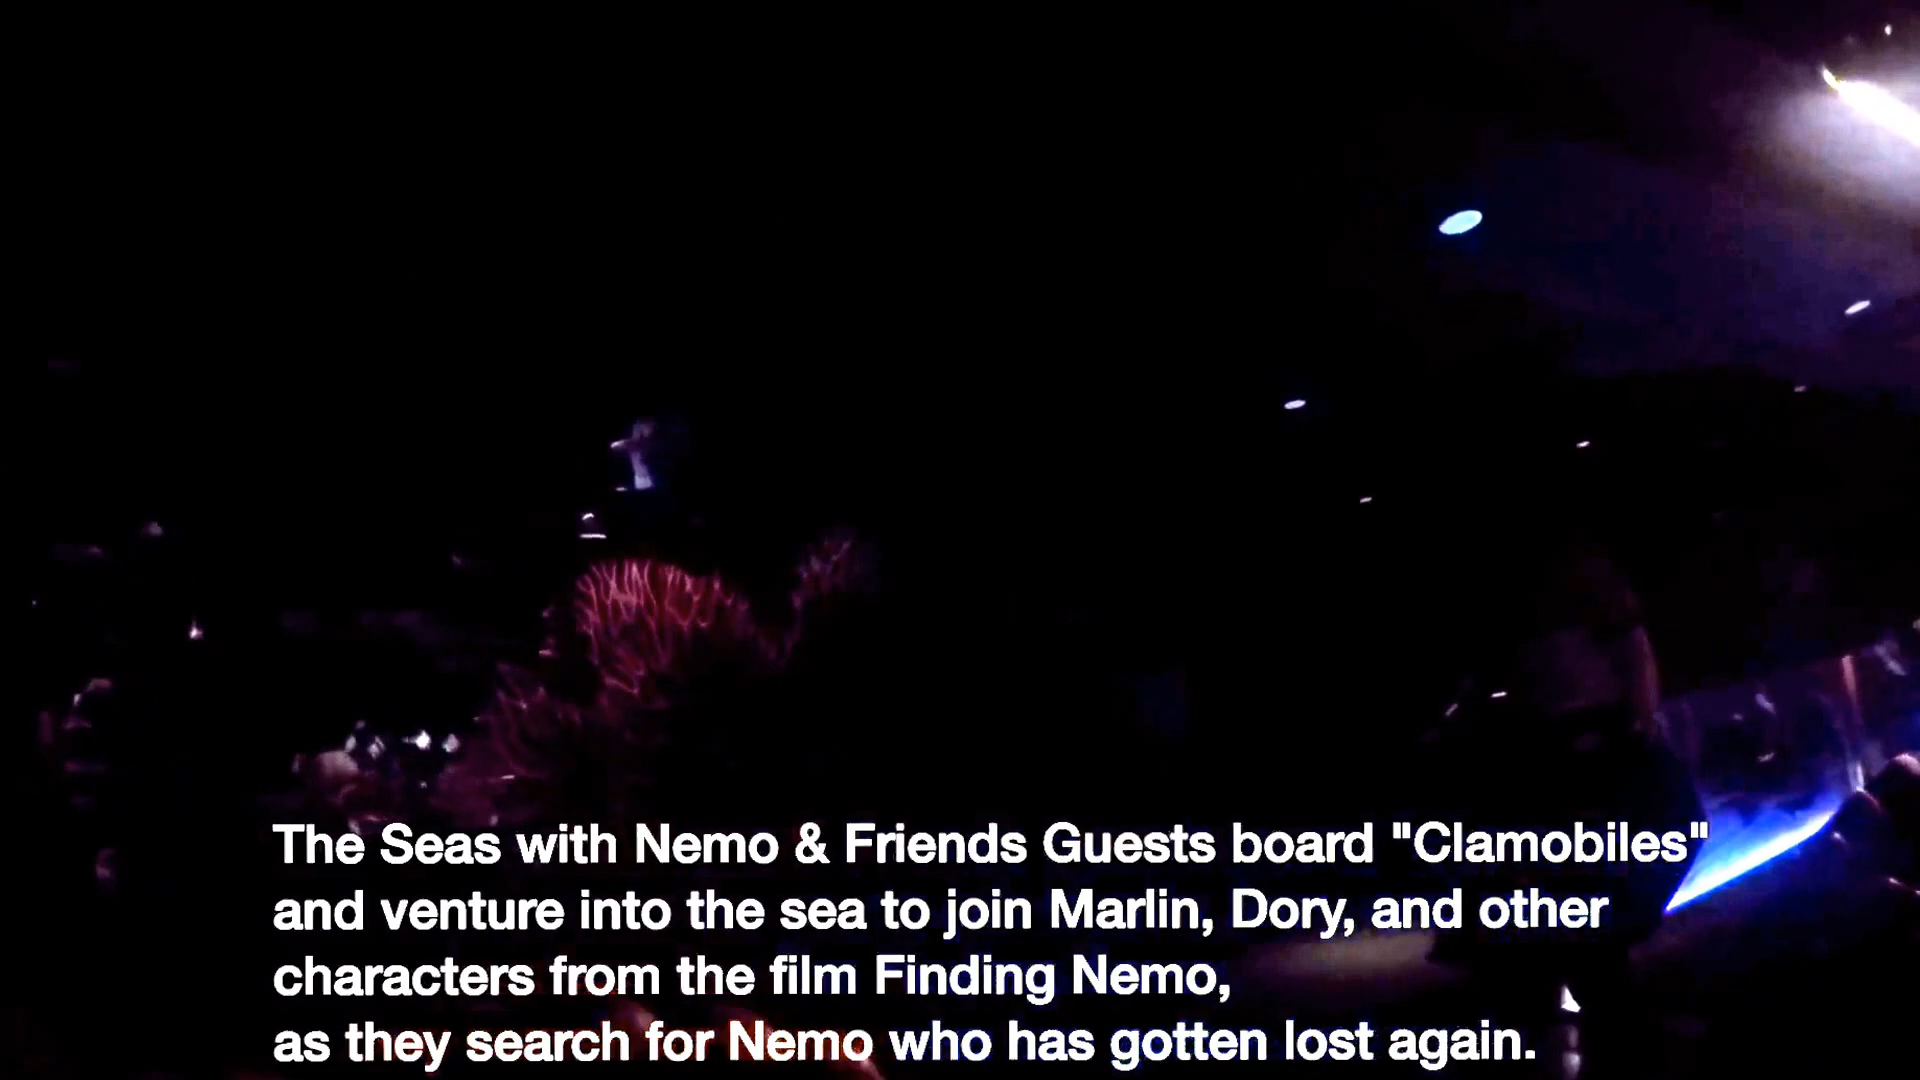 The Seas with Nemo & Friends Guests board "Clamobiles"
and venture into the sea to join Marlin, Dory, and other
characters from the film Finding Nemo,
as they search for Nemo who has gotten lost again.